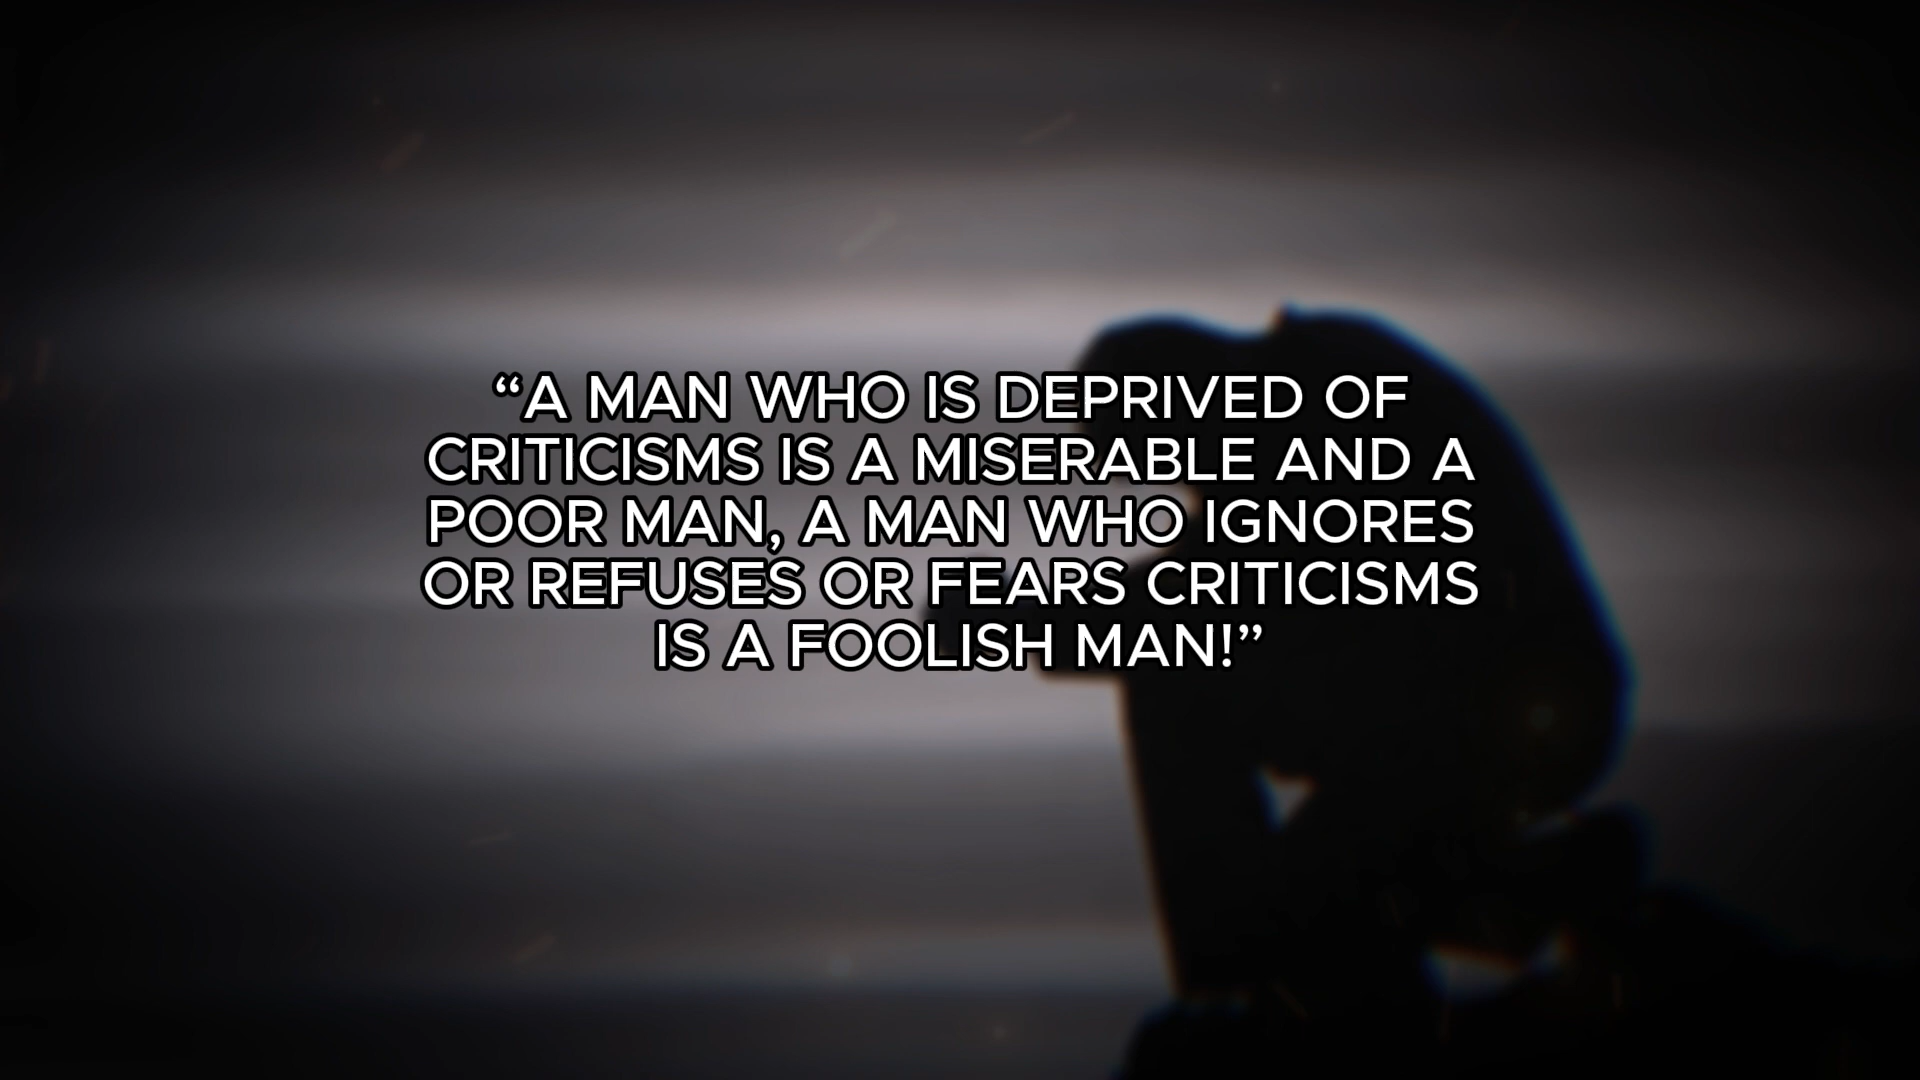 “A MAN WHO IS DEPRIVED OF
CRITICISMS IS A MISERABLE AND A
POOR MAN, A MAN WHO IGNORES
OR REFUSES OR FEARS CRITICISMS
IS A FOOLISH MAN!”